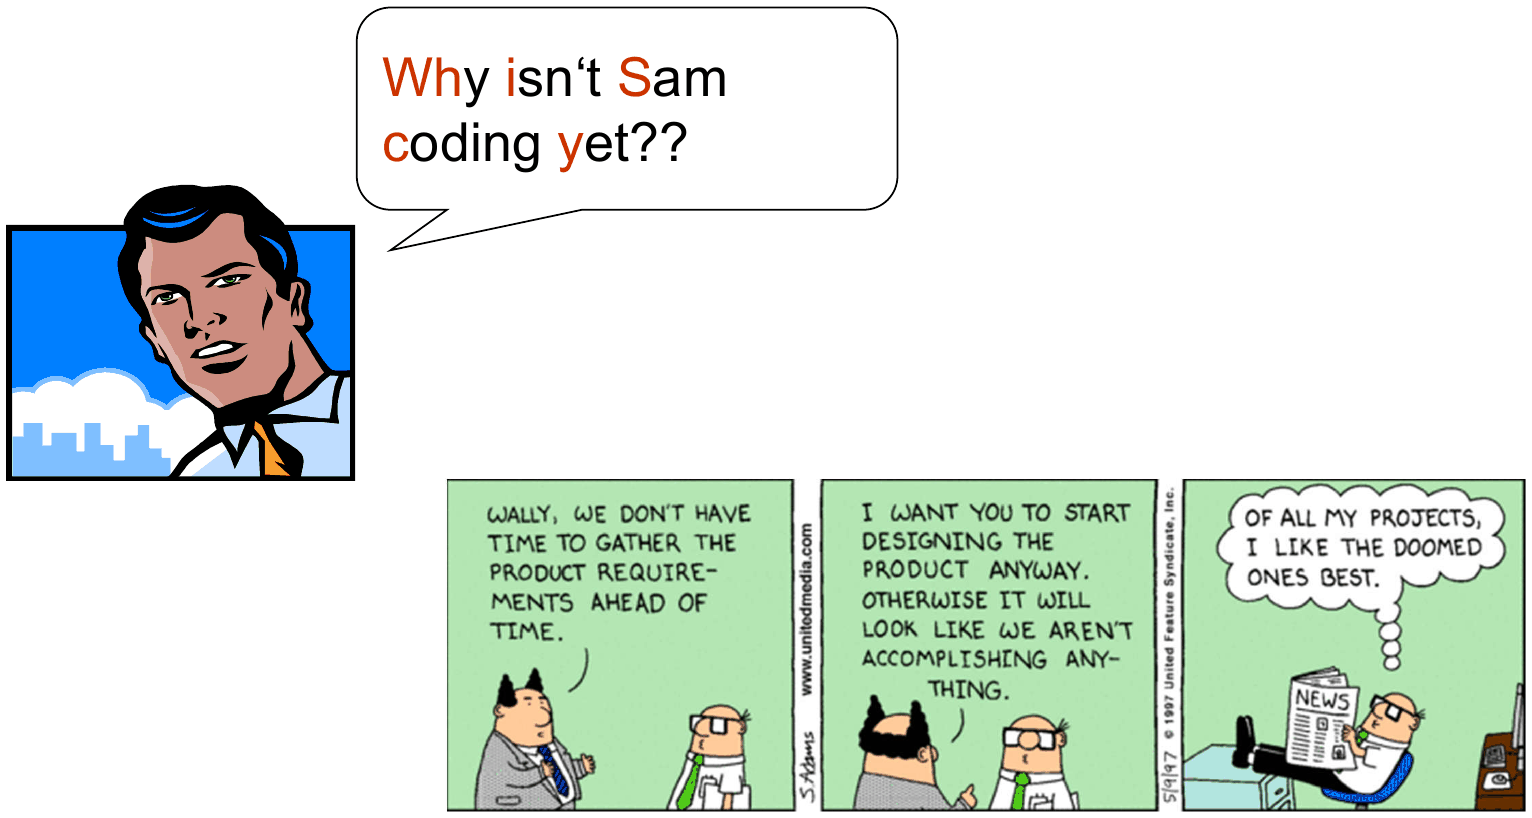 Why isn‘t Sam
coding yet??
WALLY, WE DON'T HAVE
TIME TO GATHER THE
PRODUCT REQUIRE-
MENTS AHEAD OF
TIME.
www.unitedmedia.com
S.Adams
I WANT YOU TO START
DESIGNING THE
PRODUCT ANYWAY.
OTHERWISE IT WILL
LOOK LIKE WE AREN'T
ACCOMPLISHING ANY-
THING.
5/9/97 © 1997 United Feature Syndicate, Inc.
OF ALL MY PROJECTS,
I LIKE THE DOOMED
ONES BEST.
NEWS